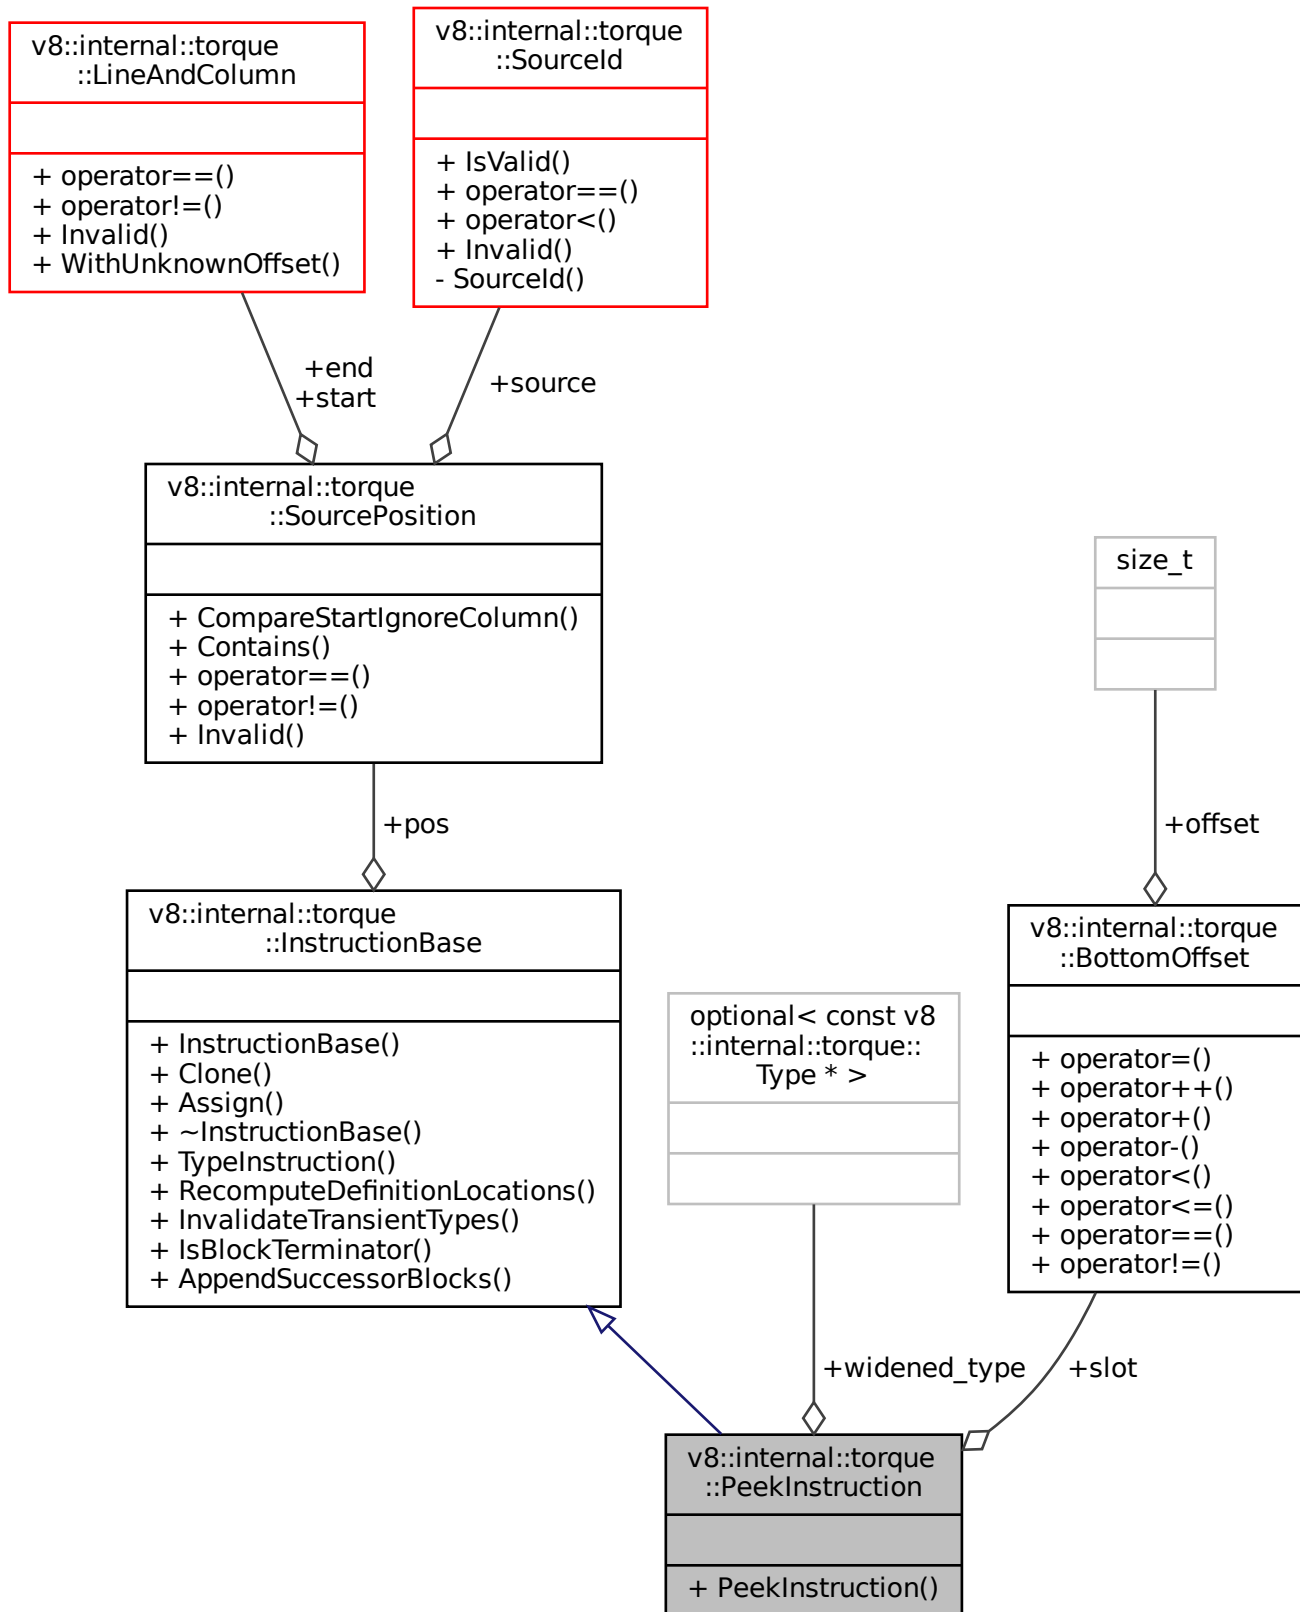 v8::internal::torque
::LineAndColumn
+ operator==()
+ operator!=()
+ Invalid()
+ WithUnknownOffset()
v8::internal::torque
::SourceId
+ IsValid()
+ operator==()
+ operator<()
+ Invalid()
- SourceId()
+end
+start
+source
v8::internal::torque
::SourcePosition
+ CompareStartIgnoreColumn()
+ Contains()
+ operator==()
+ operator!=()
+ Invalid()
size_t
+pos
+offset
v8::internal::torque
::InstructionBase
+ InstructionBase()
+ Clone()
+ Assign()
+ ~InstructionBase()
+ TypeInstruction()
+ RecomputeDefinitionLocations()
+ InvalidateTransientTypes()
+ IsBlockTerminator()
+ AppendSuccessorBlocks()
optional< const v8
::internal::torque::
Type * >
v8::internal::torque
::BottomOffset
+ operator=()
+ operator++()
+ operator+()
+ operator-()
+ operator<()
+ operator<=()
+ operator==()
+ operator!=()
+widened_type
+slot
v8::internal::torque
::PeekInstruction
+ PeekInstruction()